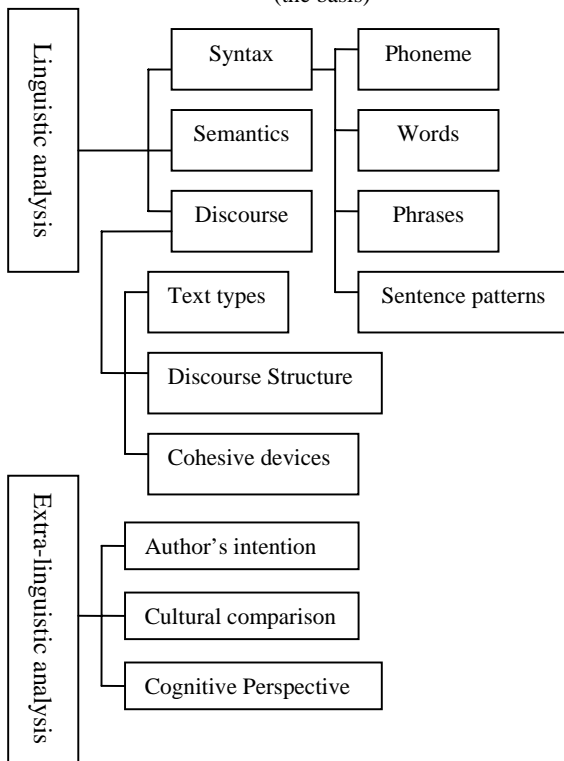 (the basis)
Linguistic analysis
Syntax
Phoneme
Semantics
Words
Discourse
Phrases
Text types
Sentence patterns
Discourse Structure
Cohesive devices
Extra-linguistic analysis
Author’s intention
Cultural comparison
Cognitive Perspective